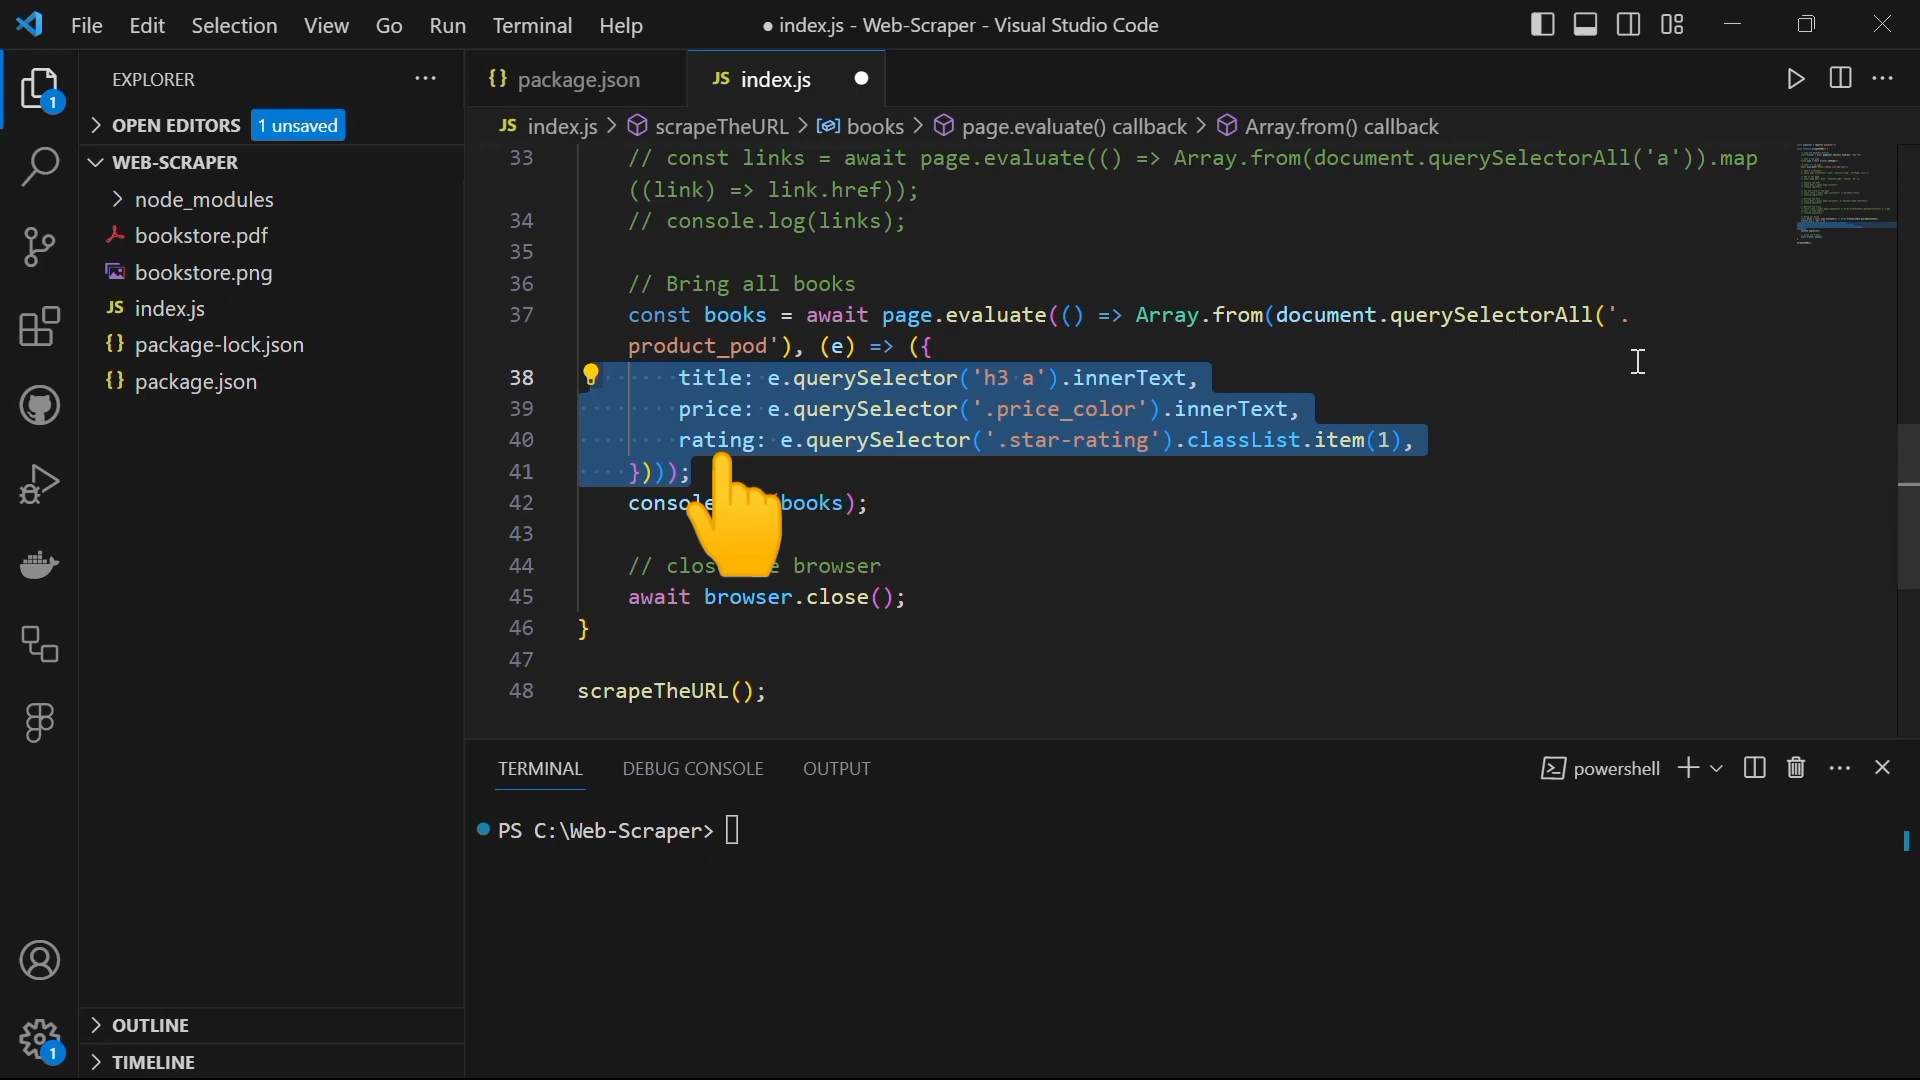 File Edit Selection View Go Run Terminal Help
● index.js - Web-Scraper - Visual Studio Code
EXPLORER
OPEN EDITORS 1 unsaved
WEB-SCRAPER
node_modules
bookstore.pdf
bookstore.png
JS index.js
{} package-lock.json
{} package.json
OUTLINE
TIMELINE
1
1
{} package.json JS index.js
JS index.js > scrapeTheURL > books > page.evaluate() callback > Array.from() callback
33 // const links = await page.evaluate(() => Array.from(document.querySelectorAll('a')).map
((link) => link.href));
34 // console.log(links);
35
36 // Bring all books
37 const books = await page.evaluate(() => Array.from(document.querySelectorAll('.
product_pod'), (e) => ({
38 title: e.querySelector('h3 a').innerText,
39 price: e.querySelector('.price_color').innerText,
40 rating: e.querySelector('.star-rating').classList.item(1),
41 })));
42 console (books);
43
44 // clos e browser
45 await browser.close();
46 }
47
48 scrapeTheURL();
TERMINAL DEBUG CONSOLE OUTPUT
powershell
PS C:\Web-Scraper>